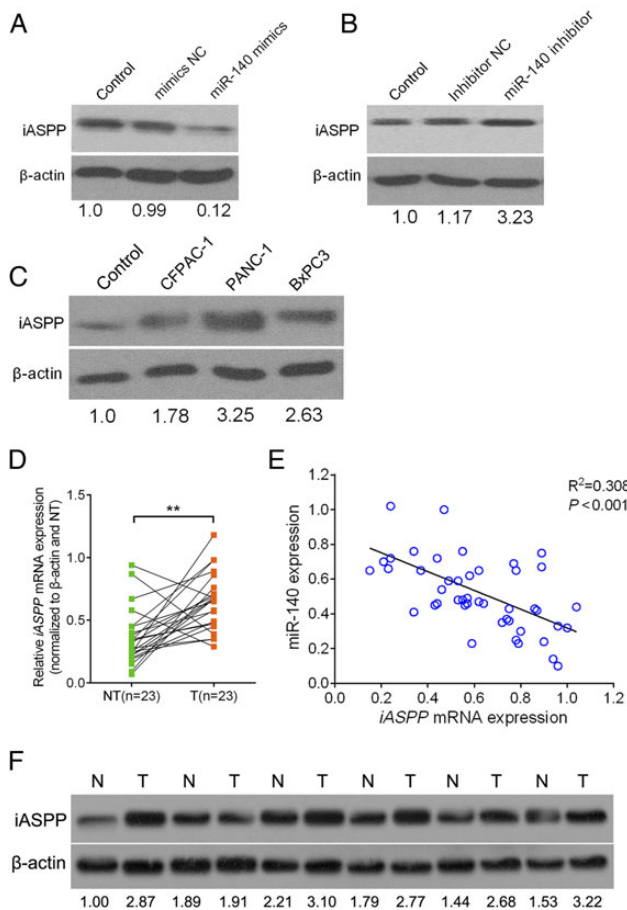 A
Control
mimics NC
miR-140 mimics
iASPP
β-actin
1.0 0.99 0.12
B
Control
Inhibitor NC
miR-140 inhibitor
iASPP
β-actin
1.0 1.17 3.23
C
Control
CFPAC-1
PANC-1
BxPC3
iASPP
β-actin
1.0 1.78 3.25 2.63
D
Relative iASPP mRNA expression
(normalized to β-actin and NT)
1.5
1.0
0.5
0.0
**
NT(n=23) T(n=23)
E
miR-140 expression
1.2
1.0
0.8
0.6
0.4
0.2
0.0
R²=0.308
P<0.001
0.0 0.2 0.4 0.6 0.8 1.0 1.2
iASPP mRNA expression
F
N T N T N T N T N T N T
iASPP
β-actin
1.00 2.87 1.89 1.91 2.21 3.10 1.79 2.77 1.44 2.68 1.53 3.22